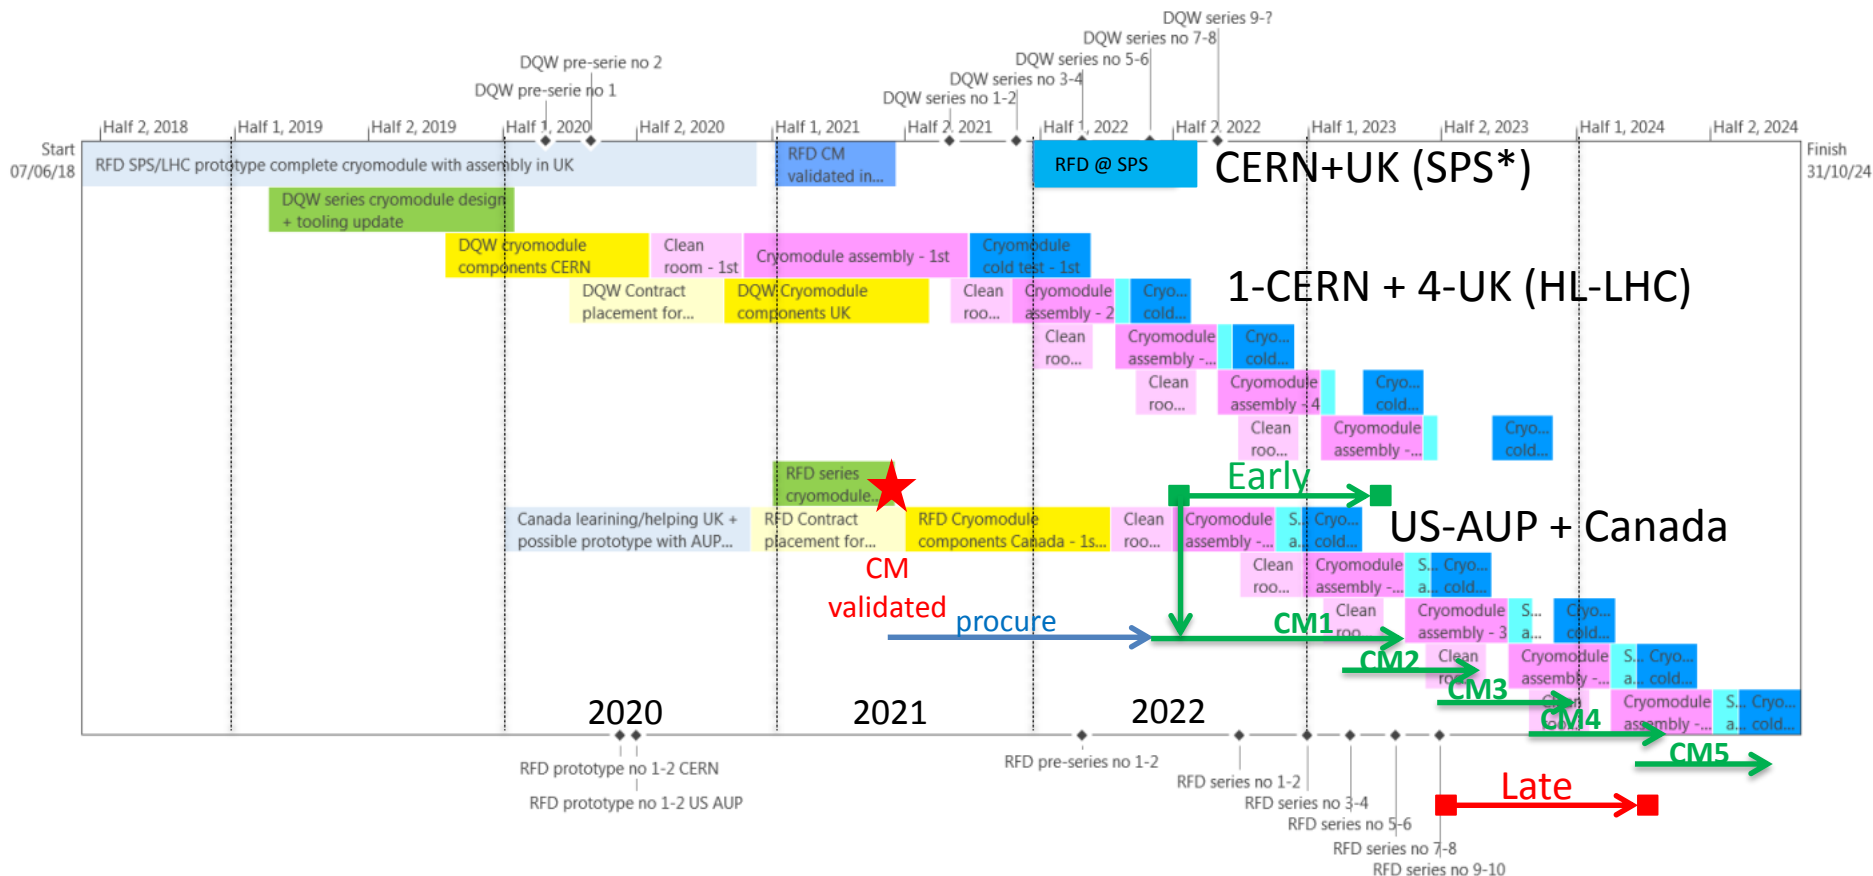 DQW series 9-?
DQW series no 7-8
DQW series no 5-6
DQW pre-serie no 2
DQW series no 3-4
DQW pre-serie no 1
DQW series no 1-2
Half 2, 2018
Half 1, 2019
Half 2, 2019
Half 1, 2020
Half 2, 2020
Half 1, 2021
Half 2, 2021
Half 1, 2022
Half 2, 2022
Half 1, 2023
Half 2, 2023
Half 1, 2024
Half 2, 2024
Start
07/06/18
Finish
31/10/24
RFD SPS/LHC prototype complete cryomodule with assembly in UK
RFD CM
validated in...
RFD @ SPS
CERN+UK (SPS*)
DQW series cryomodule design
+ tooling update
DQW cryomodule
components CERN
Clean
room - 1st
Cryomodule assembly - 1st
Cryomodule
cold test - 1st
DQW Contract
placement for...
DQW Cryomodule
components UK
Clean
roo...
Cryomodule
assembly - 2
Cryo...
cold...
1-CERN + 4-UK (HL-LHC)
Clean
roo...
Cryomodule
assembly -...
Cryo...
cold...
Clean
roo...
Cryomodule
assembly - 4
Cryo...
cold...
Clean
roo...
Cryomodule
assembly -...
Cryo...
cold...
RFD series
cryomodule...
Early
Canada learining/helping UK +
possible prototype with AUP...
RFD Contract
placement for...
RFD Cryomodule
components Canada - 1s...
Clean
roo...
Cryomodule
assembly -...
S...
a...
Cryo...
cold...
US-AUP + Canada
CM
validated
Clean
roo...
Cryomodule
assembly -...
S...
a...
Cryo...
cold...
procure
Clean
roo...
CM1
Cryomodule
assembly - 3
S...
a...
Cryo...
cold...
Clean
CM2
Cryomodule
assembly -...
S...
a...
Cryo...
cold...
CM3
CM4
Cryomodule
assembly -...
S...
a...
Cryo...
cold...
2020
2021
2022
CM5
RFD prototype no 1-2 CERN
RFD prototype no 1-2 US AUP
RFD pre-series no 1-2
RFD series no 1-2
RFD series no 3-4
RFD series no 5-6
RFD series no 7-8
RFD series no 9-10
Late